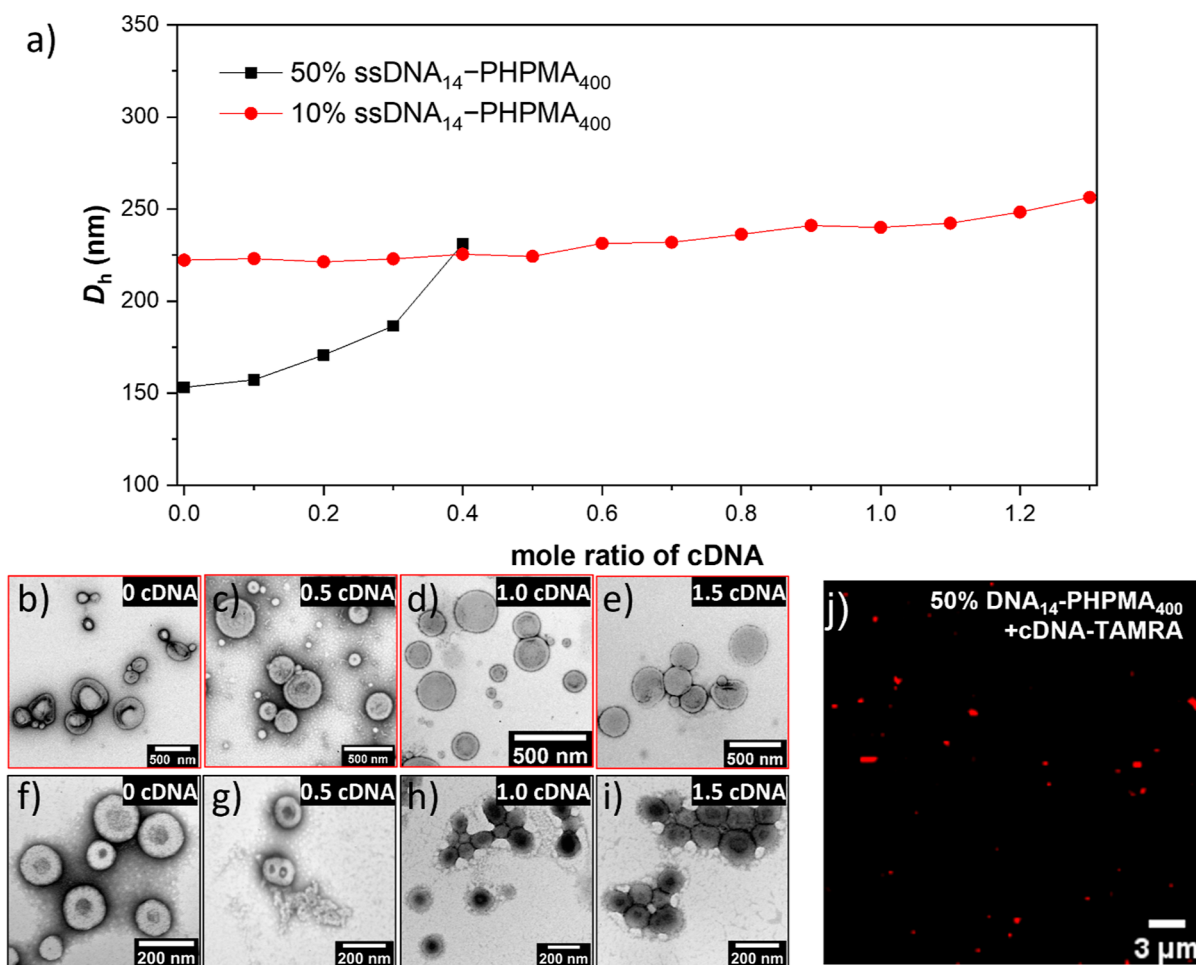 a)
350
300
250
200
150
100
D_h (nm)
50% ssDNA₁₄−PHPMA₄₀₀
10% ssDNA₁₄−PHPMA₄₀₀
0.0 0.2 0.4 0.6 0.8 1.0 1.2
mole ratio of cDNA
b) 0 cDNA
500 nm
c) 0.5 cDNA
500 nm
d) 1.0 cDNA
500 nm
e) 1.5 cDNA
500 nm
f) 0 cDNA
200 nm
g) 0.5 cDNA
200 nm
h) 1.0 cDNA
200 nm
i) 1.5 cDNA
200 nm
j) 50% DNA₁₄-PHPMA₄₀₀
+cDNA-TAMRA
3 µm